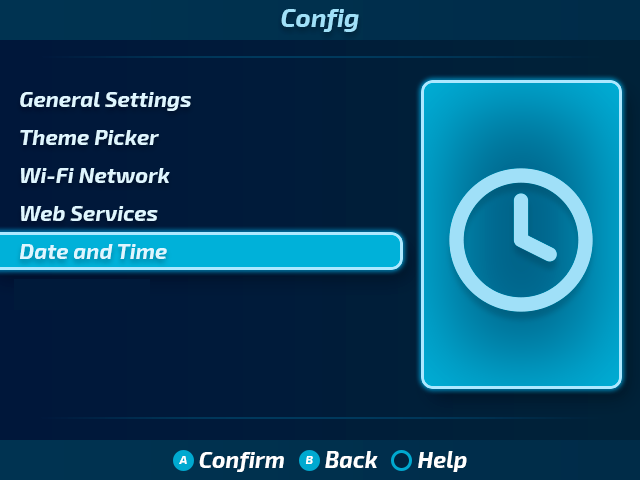 Config
General Settings
Theme Picker
Wi-Fi Network
Web Services
Date and Time
A Confirm B Back Help